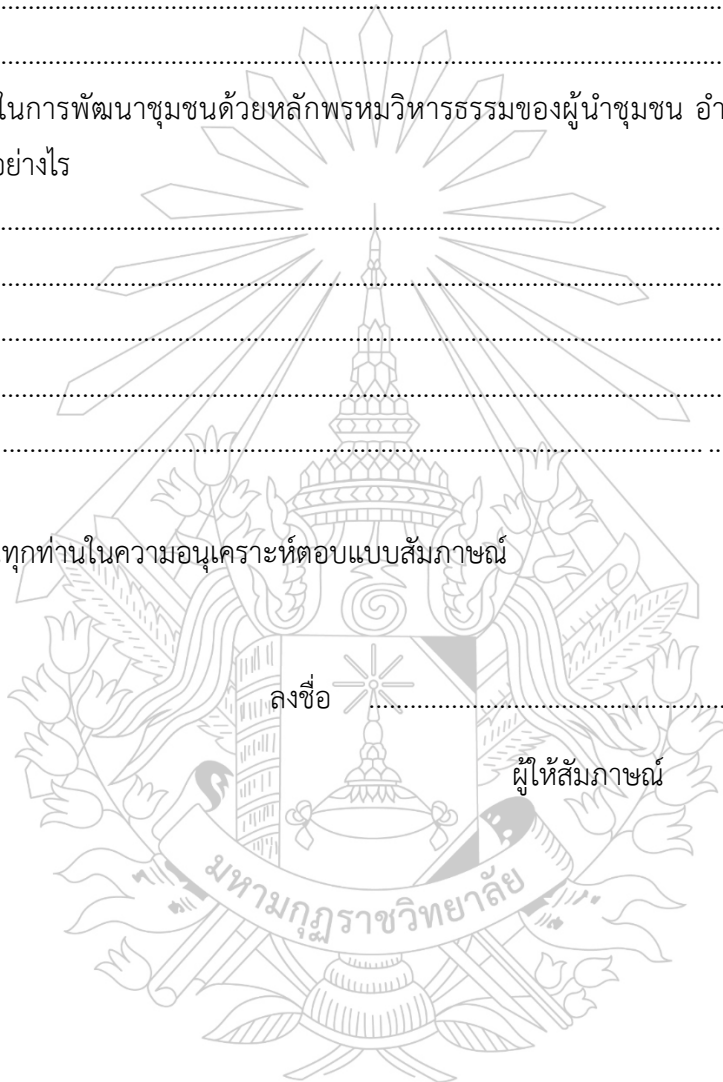 ........................................................................................................
........................................................................................................
ในการพัฒนาชุมชนด้วยหลักพรหมวิหารธรรมของผู้นำชุมชน อำ
อย่างไร
........................................................................................................
........................................................................................................
........................................................................................................
........................................................................................................
........................................................................................................
ทุกท่านในความอนุเคราะห์ตอบแบบสัมภาษณ์
ลงชื่อ ....................................................
ผู้ให้สัมภาษณ์
มหามกุฏราชวิทยาลัย